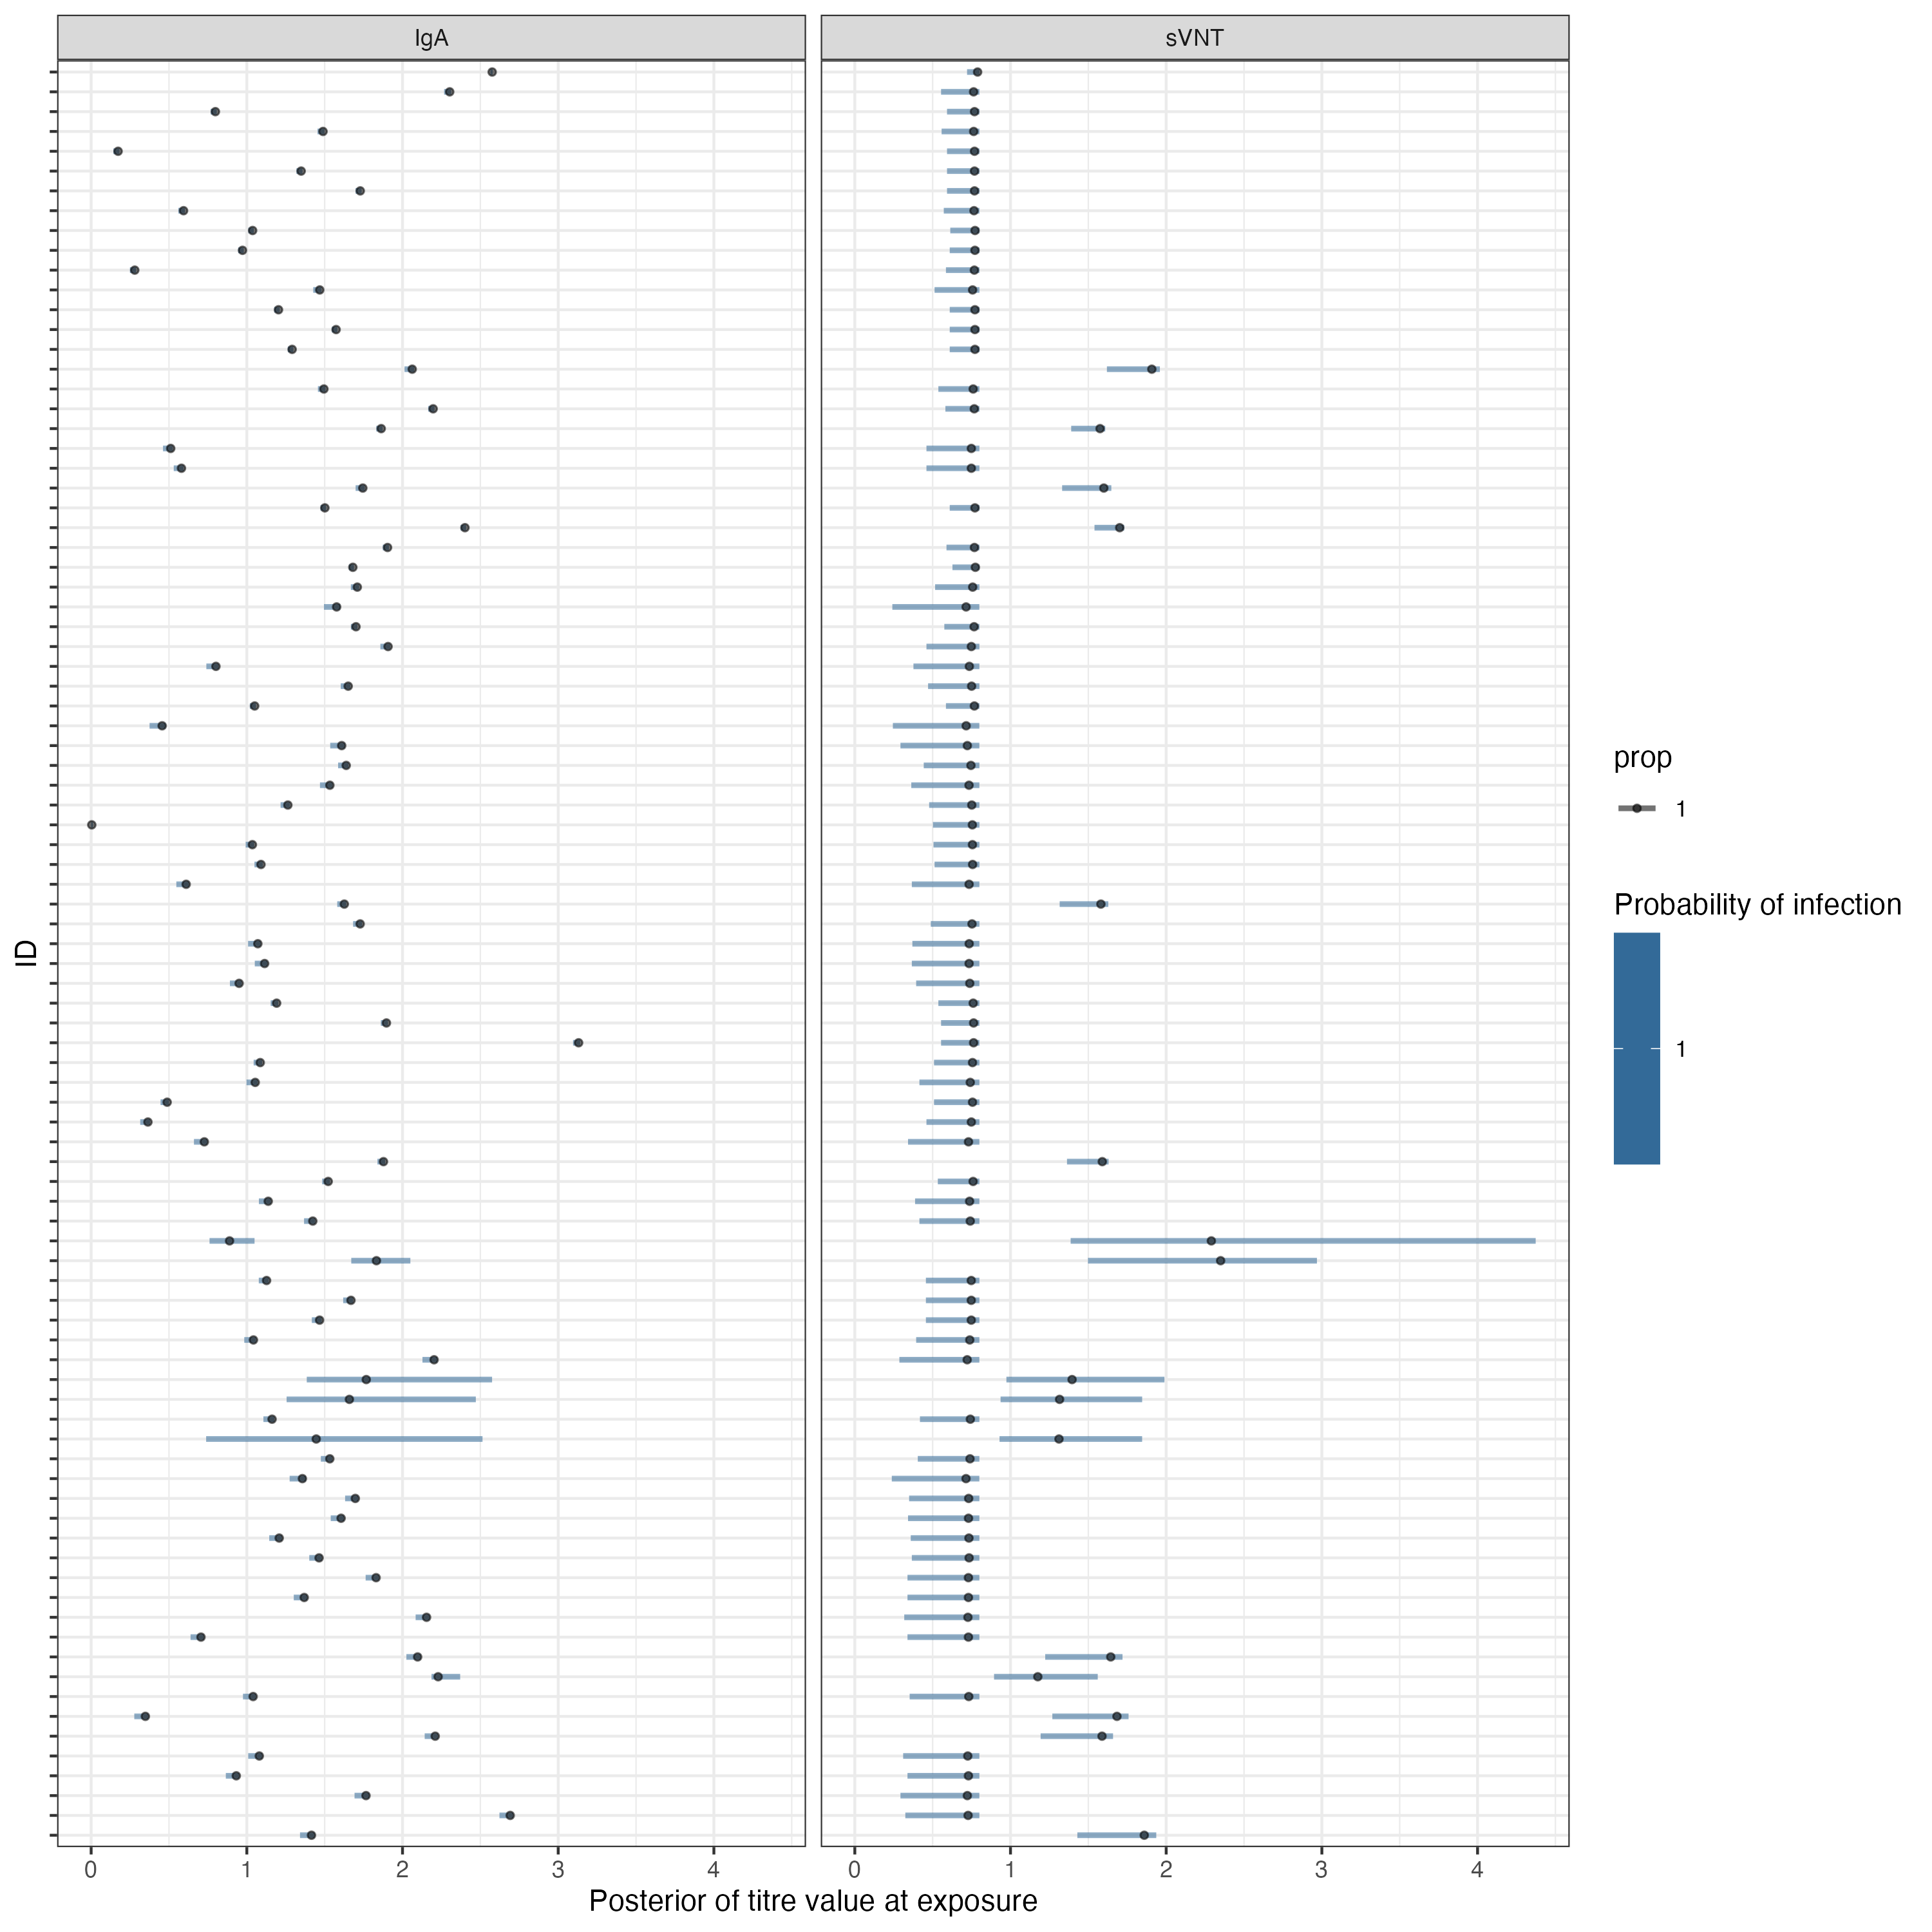 IgA
sVNT
ID
0 1 2 3 4
0 1 2 3 4
Posterior of titre value at exposure
prop
1
Probability of infection
1